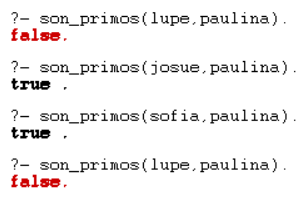 ?- son_primos(lupe,paulina).
false.
?- son_primos(josue,paulina).
true .
?- son_primos(sofia,paulina).
true .
?- son_primos(lupe,paulina).
false.